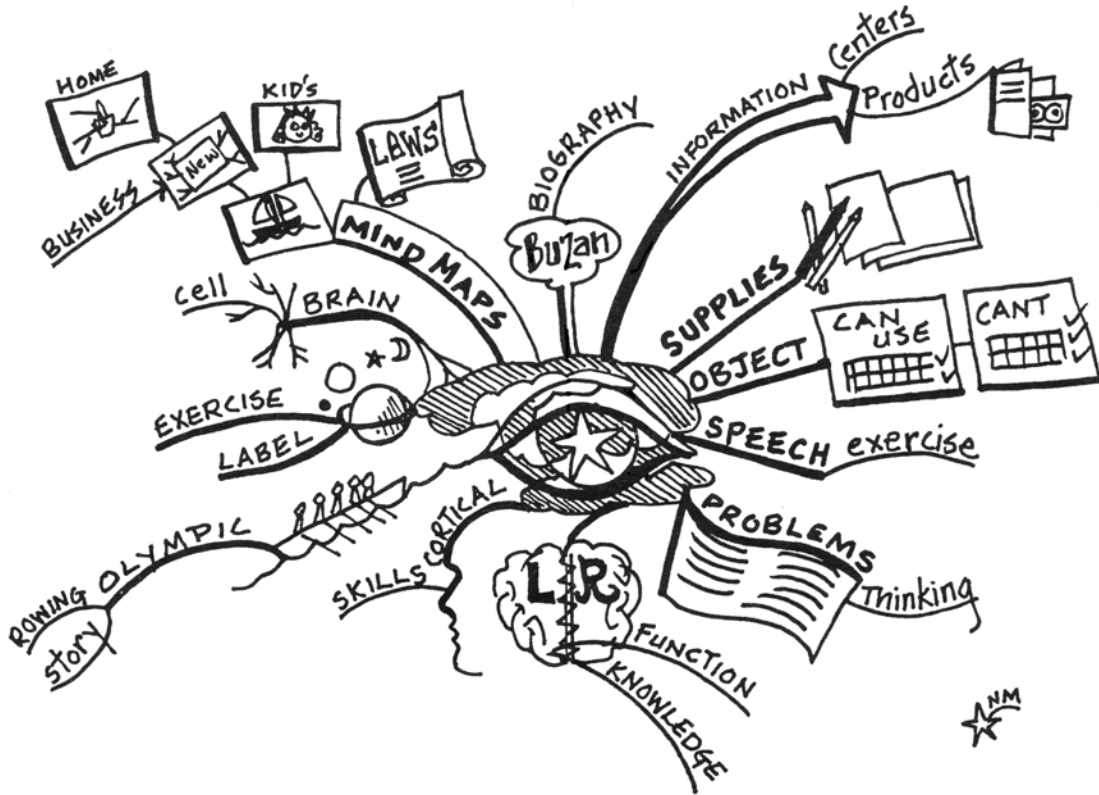 HOME
KID'S
BUSINESS
New
LAWS
MIND MAPS
BIOGRAPHY
BUZan
INFORMATION
Centers
Products
SUPPLIES
OBJECT
CAN
USE
CANT
SPEECH exercise
PROBLEMS
Thinking
L R
FUNCTION
KNOWLEDGE
CORTICAL
SKILLS
OLYMPIC
ROWING
story
EXERCISE
LABEL
BRAIN
cell
NM